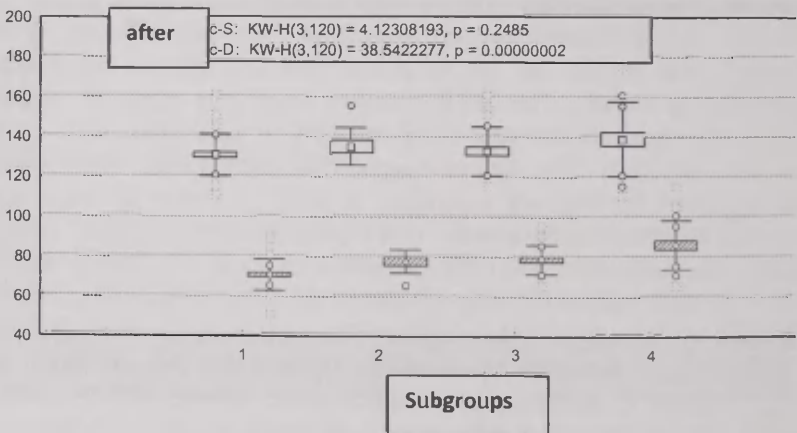 200
after
c-S: KW-H(3,120) = 4.12308193, p = 0.2485
c-D: KW-H(3,120) = 38.5422277, p = 0.00000002
180
160
140
120
100
80
60
40
1 2 3 4
Subgroups